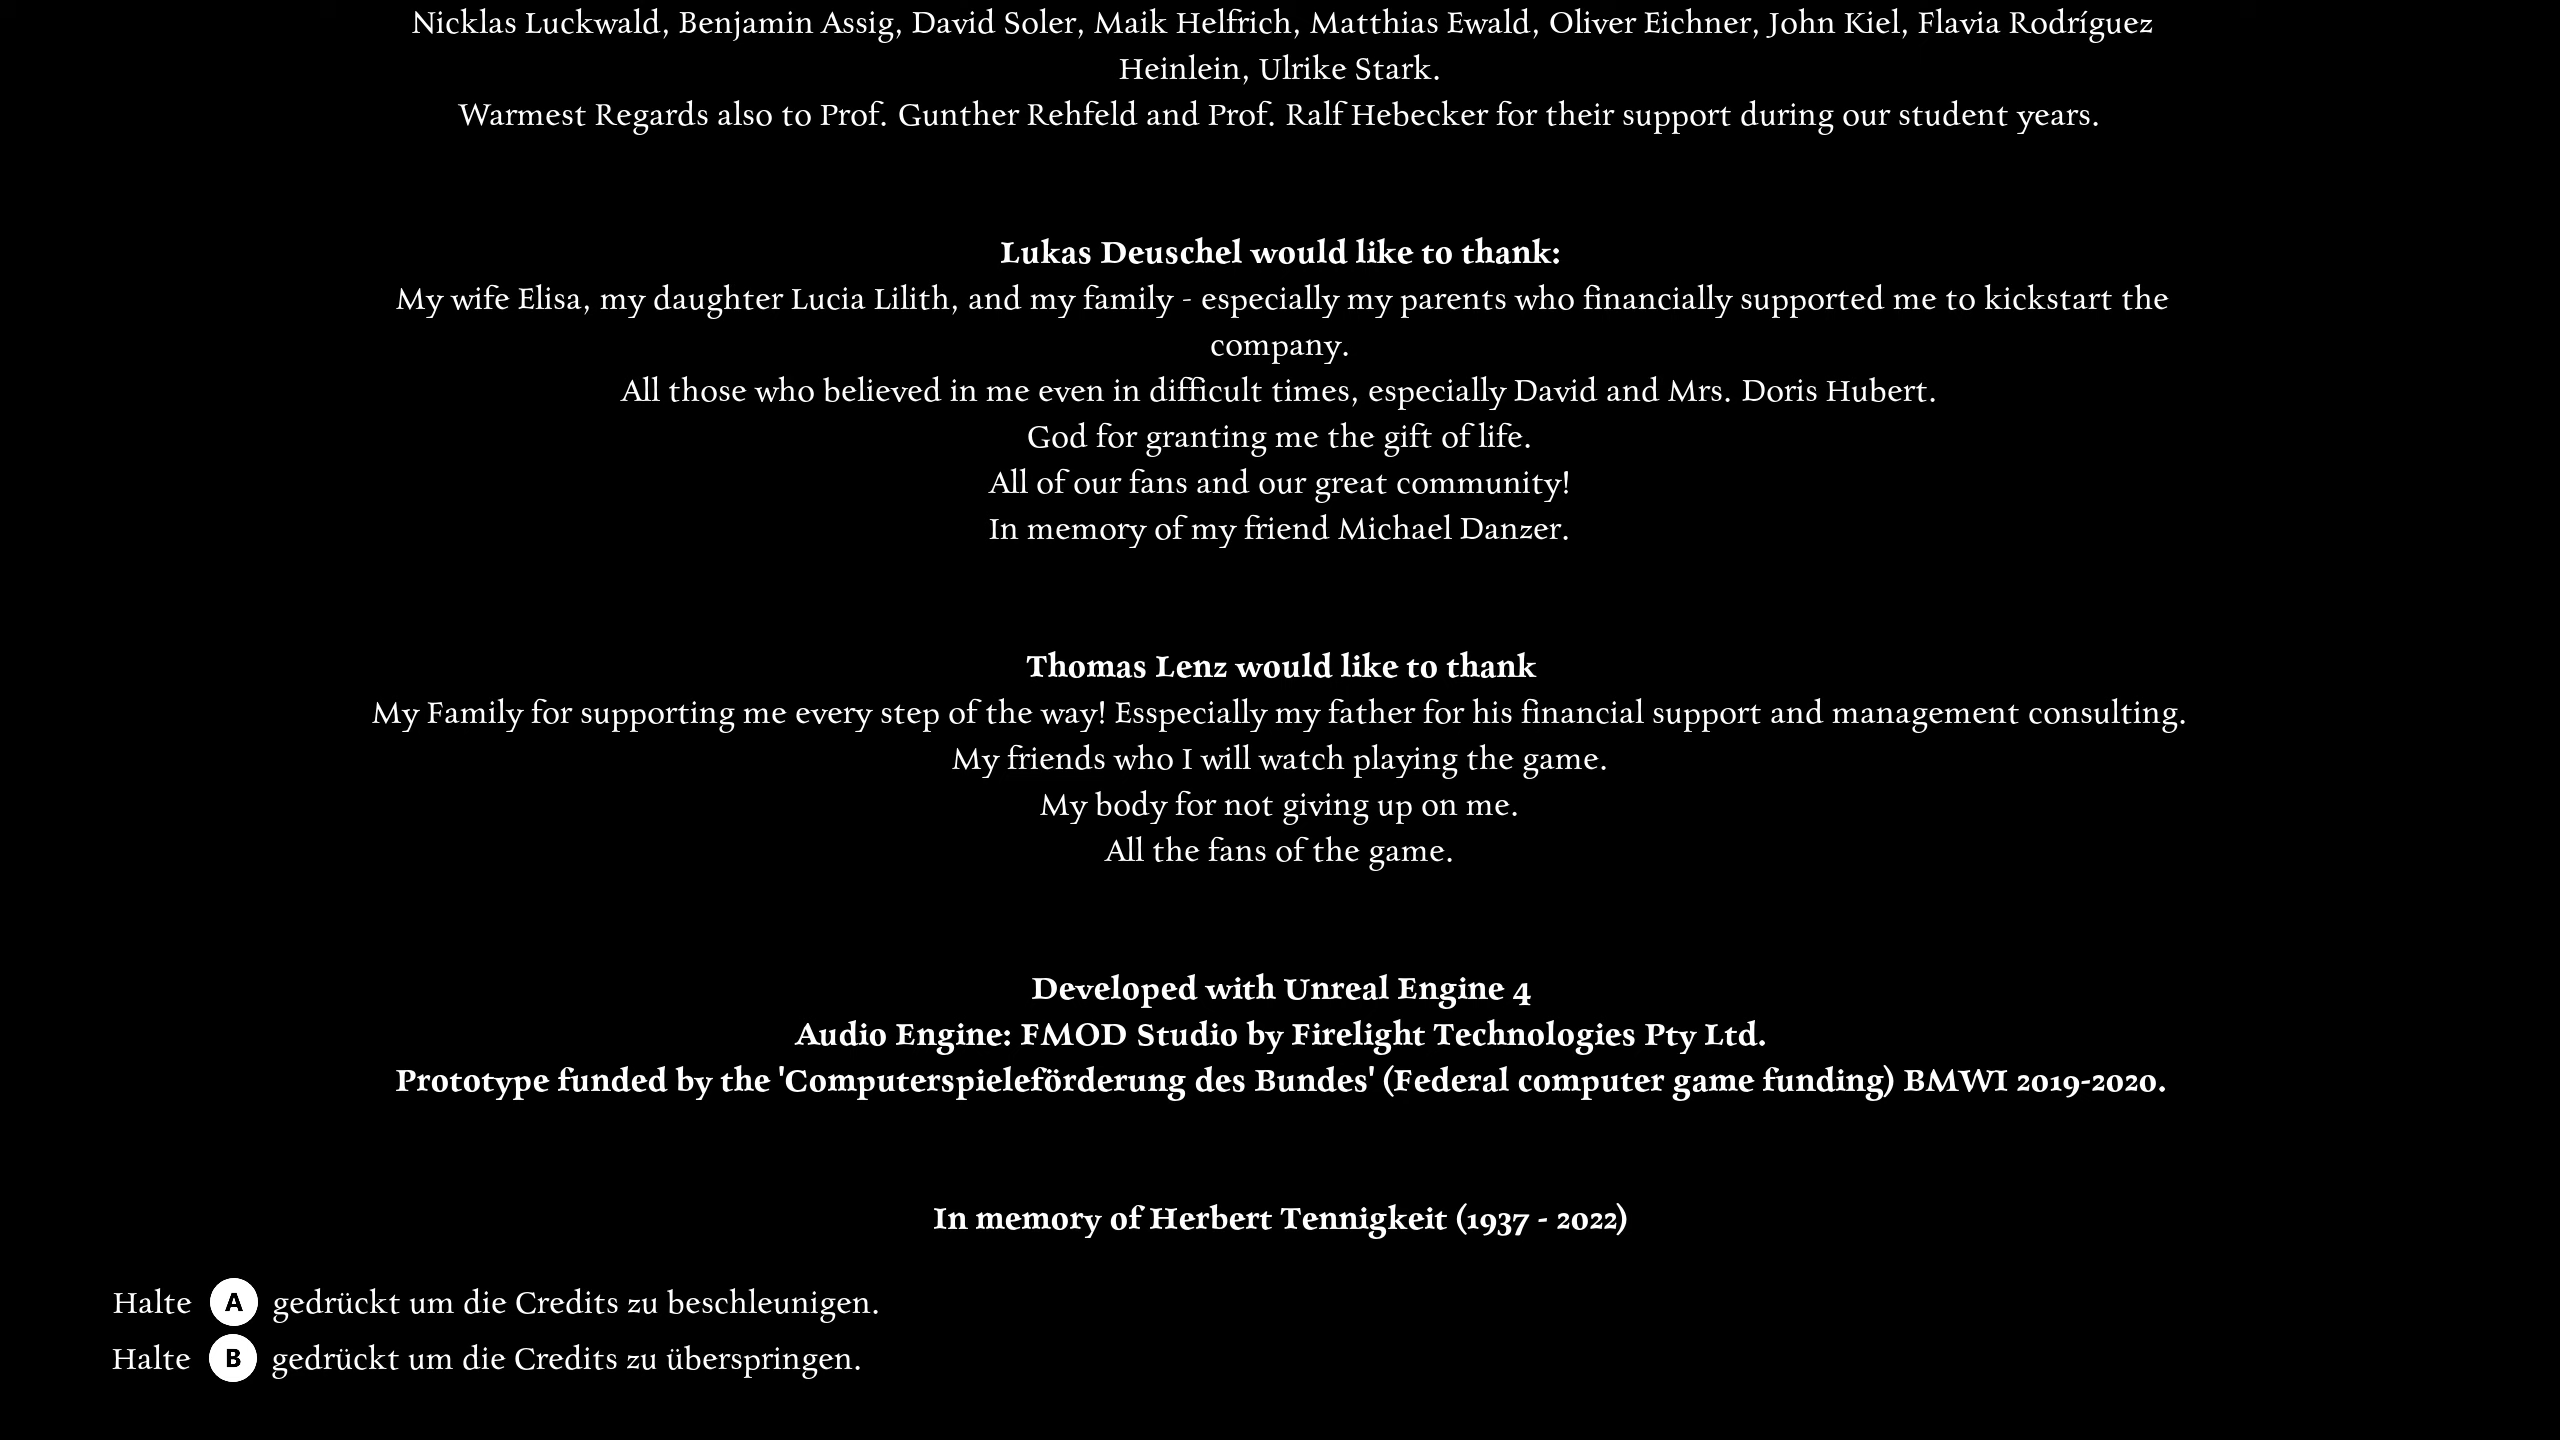 Nicklas Luckwald, Benjamin Assig, David Soler, Maik Helfrich, Matthias Ewald, Oliver Eichner, John Kiel, Flavia Rodríguez
Heinlein, Ulrike Stark.
Warmest Regards also to Prof. Gunther Rehfeld and Prof. Ralf Hebecker for their support during our student years.
Lukas Deuschel would like to thank:
My wife Elisa, my daughter Lucia Lilith, and my family - especially my parents who financially supported me to kickstart the
company.
All those who believed in me even in difficult times, especially David and Mrs. Doris Hubert.
God for granting me the gift of life.
All of our fans and our great community!
In memory of my friend Michael Danzer.
Thomas Lenz would like to thank
My Family for supporting me every step of the way! Esspecially my father for his financial support and management consulting.
My friends who I will watch playing the game.
My body for not giving up on me.
All the fans of the game.
Developed with Unreal Engine 4
Audio Engine: FMOD Studio by Firelight Technologies Pty Ltd.
Prototype funded by the 'Computerspieleförderung des Bundes' (Federal computer game funding) BMWI 2019-2020.
In memory of Herbert Tennigkeit (1937 - 2022)
Halte A gedrückt um die Credits zu beschleunigen.
Halte B gedrückt um die Credits zu überspringen.